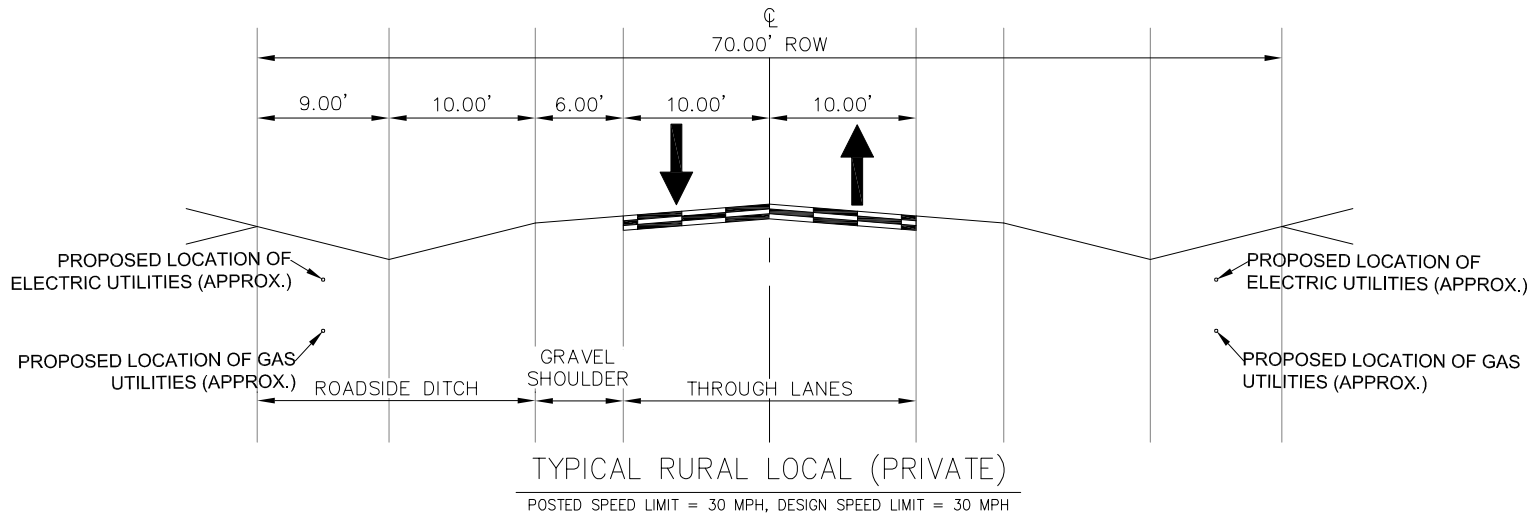 ℄
70.00' ROW
9.00'
10.00'
6.00'
10.00'
10.00'
PROPOSED LOCATION OF
ELECTRIC UTILITIES (APPROX.)
PROPOSED LOCATION OF
ELECTRIC UTILITIES (APPROX.)
PROPOSED LOCATION OF GAS
UTILITIES (APPROX.)
PROPOSED LOCATION OF GAS
UTILITIES (APPROX.)
ROADSIDE DITCH
GRAVEL
SHOULDER
THROUGH LANES
TYPICAL RURAL LOCAL (PRIVATE)
POSTED SPEED LIMIT = 30 MPH, DESIGN SPEED LIMIT = 30 MPH